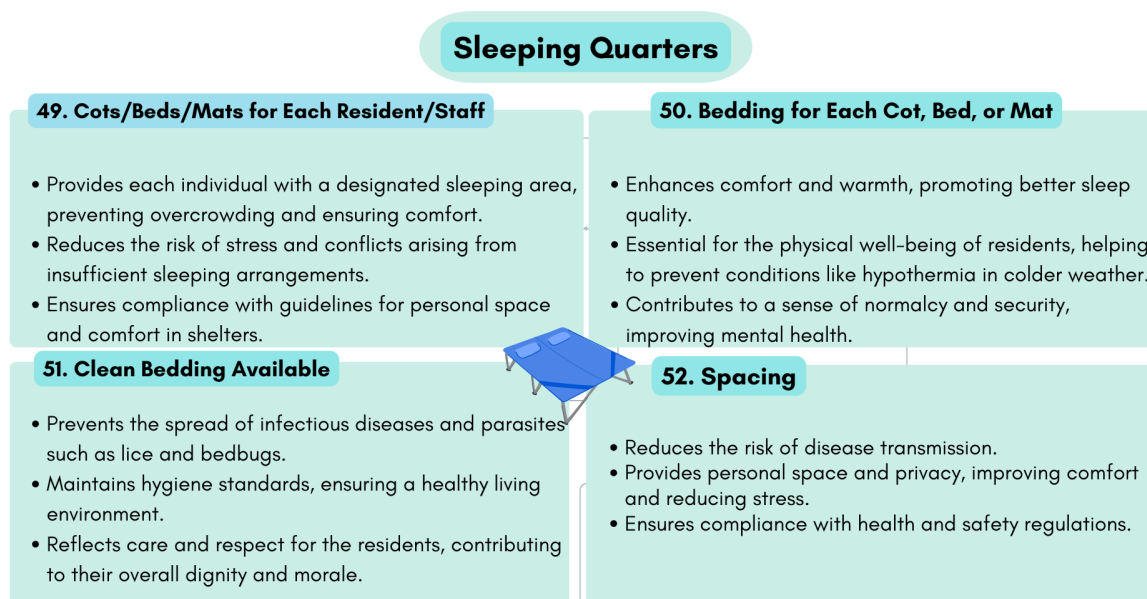 Sleeping Quarters
49. Cots/Beds/Mats for Each Resident/Staff
• Provides each individual with a designated sleeping area,
preventing overcrowding and ensuring comfort.
• Reduces the risk of stress and conflicts arising from
insufficient sleeping arrangements.
• Ensures compliance with guidelines for personal space
and comfort in shelters.
50. Bedding for Each Cot, Bed, or Mat
• Enhances comfort and warmth, promoting better sleep
quality.
• Essential for the physical well-being of residents, helping
to prevent conditions like hypothermia in colder weather.
• Contributes to a sense of normalcy and security,
improving mental health.
51. Clean Bedding Available
• Prevents the spread of infectious diseases and parasites
such as lice and bedbugs.
• Maintains hygiene standards, ensuring a healthy living
environment.
• Reflects care and respect for the residents, contributing
to their overall dignity and morale.
52. Spacing
• Reduces the risk of disease transmission.
• Provides personal space and privacy, improving comfort
and reducing stress.
• Ensures compliance with health and safety regulations.